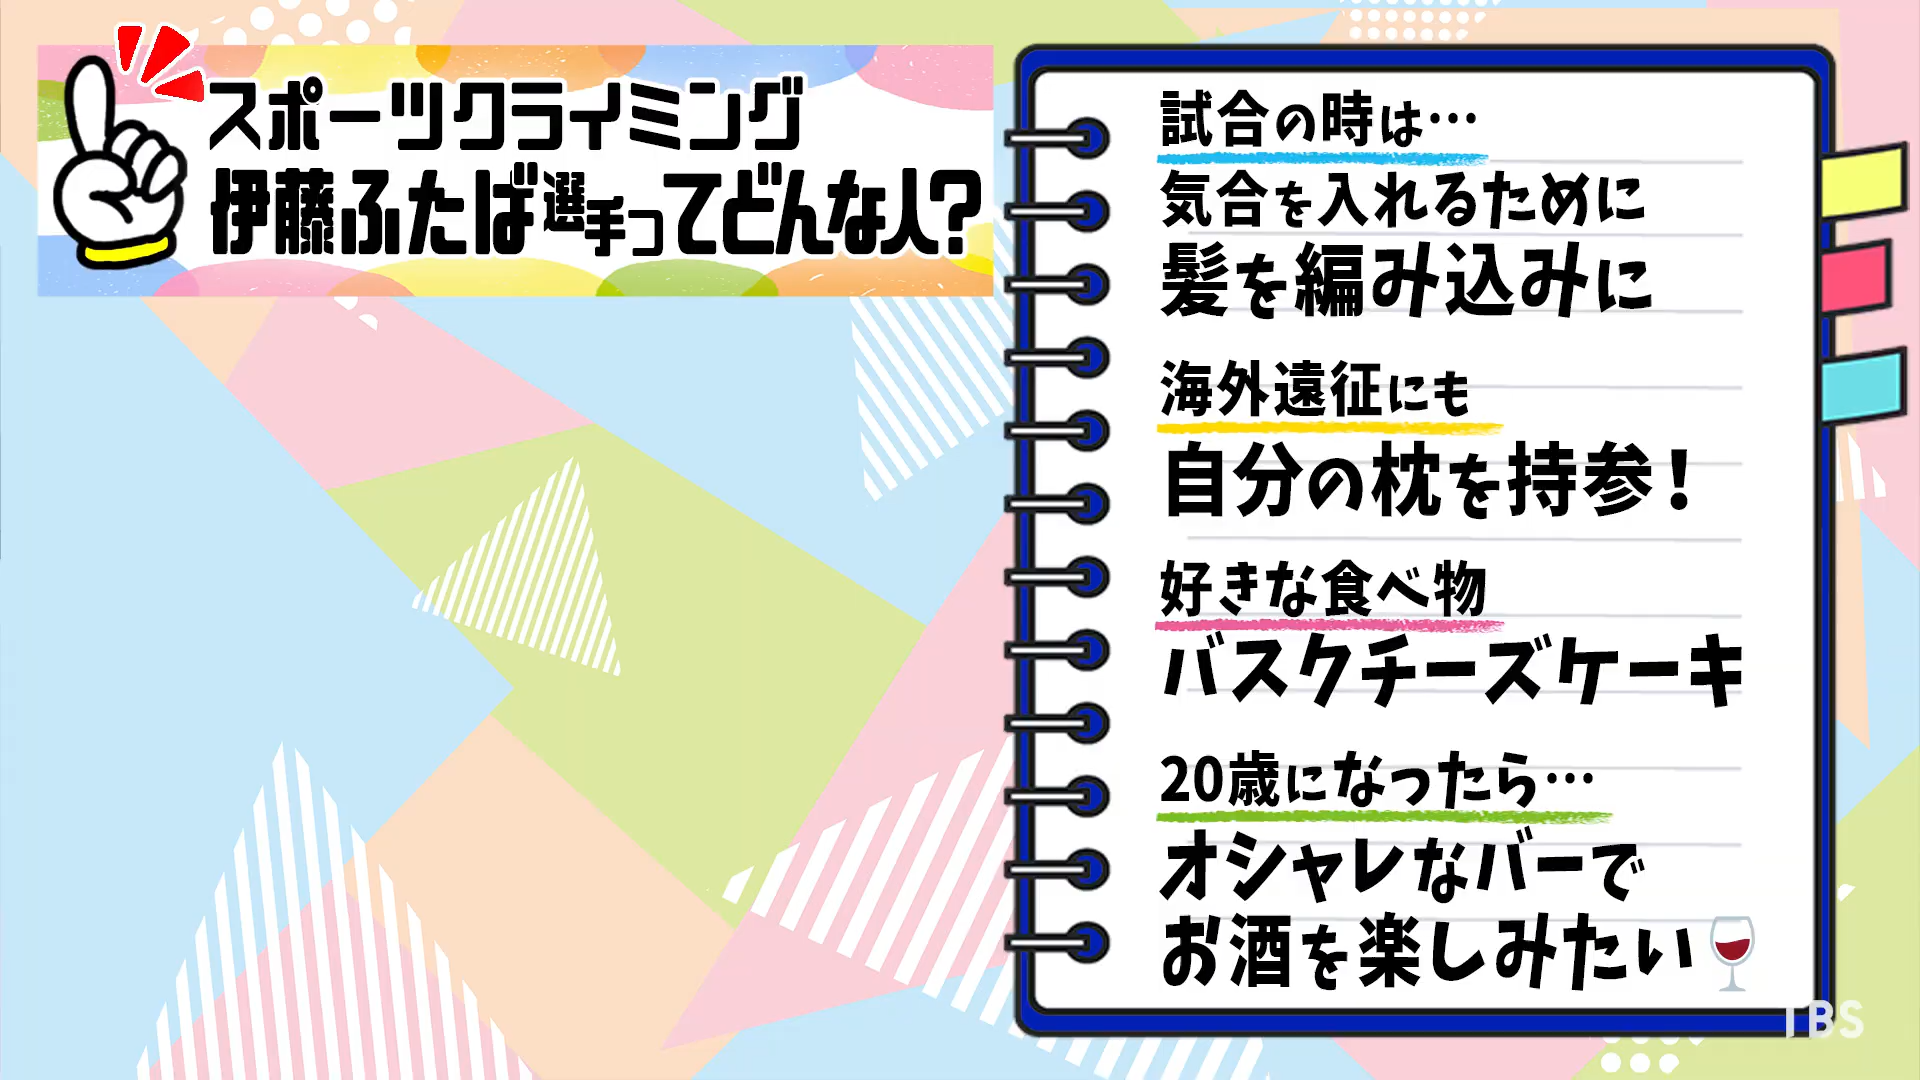 スポーツクライミング
伊藤ふたば選手ってどんな人？
試合の時は…
気合を入れるために
髪を編み込みに
海外遠征にも
自分の枕を持参！
好きな食べ物
バスクチーズケーキ
20歳になったら…
オシャレなバーで
お酒を楽しみたい
TBS